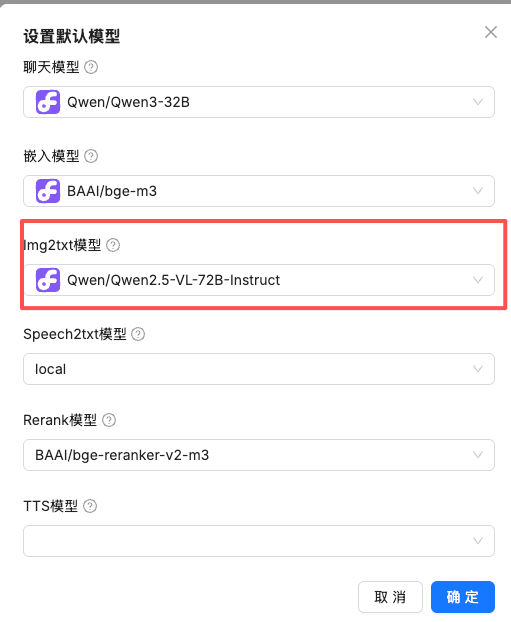 设置默认模型
聊天模型
Qwen/Qwen3-32B
嵌入模型
BAAI/bge-m3
Img2txt模型
Qwen/Qwen2.5-VL-72B-Instruct
Speech2txt模型
local
Rerank模型
BAAI/bge-reranker-v2-m3
TTS模型
取 消 确 定